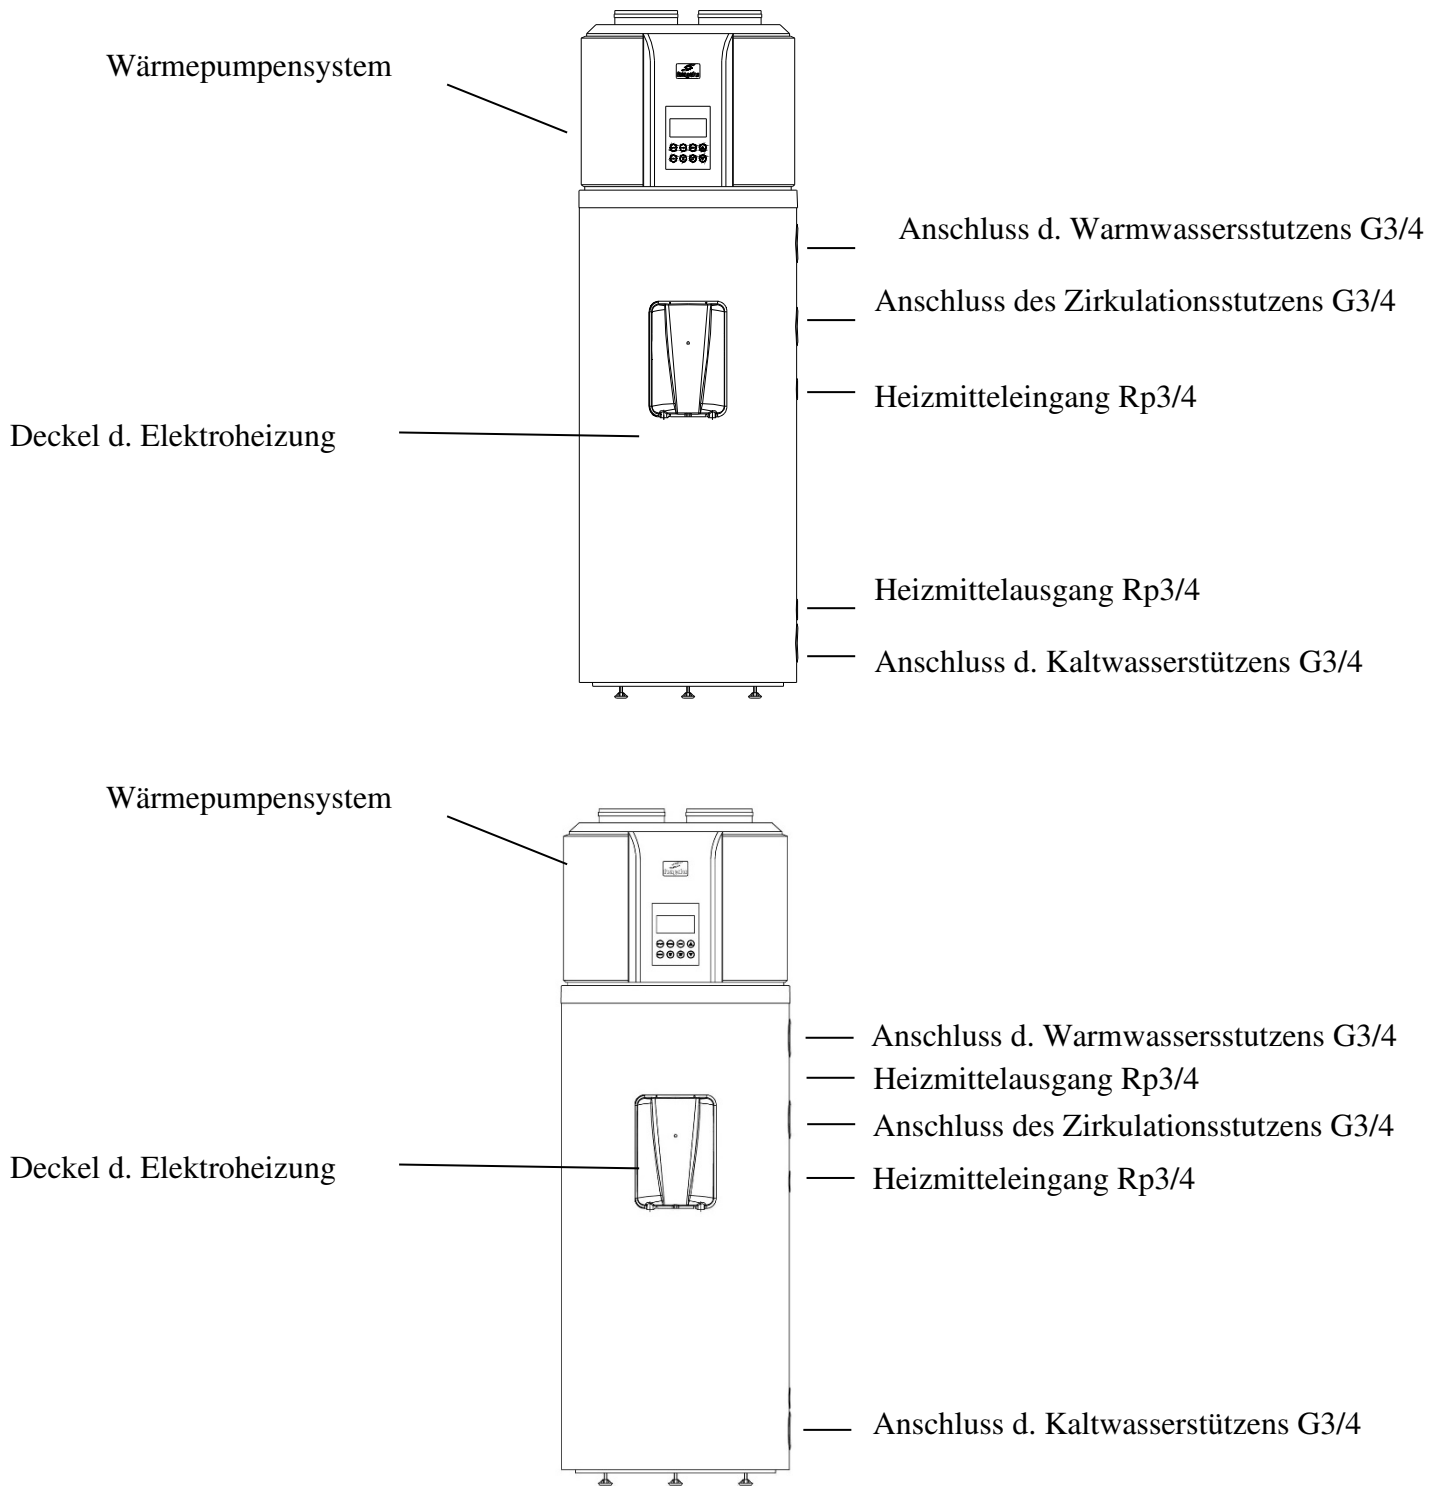 Wärmepumpensystem
Anschluss d. Warmwassersstutzens G3/4
Anschluss des Zirkulationsstutzens G3/4
Heizmitteleingang Rp3/4
Deckel d. Elektroheizung
Heizmittelausgang Rp3/4
Anschluss d. Kaltwasserstützens G3/4
Wärmepumpensystem
Anschluss d. Warmwassersstutzens G3/4
Heizmittelausgang Rp3/4
Anschluss des Zirkulationsstutzens G3/4
Deckel d. Elektroheizung
Heizmitteleingang Rp3/4
Anschluss d. Kaltwasserstützens G3/4